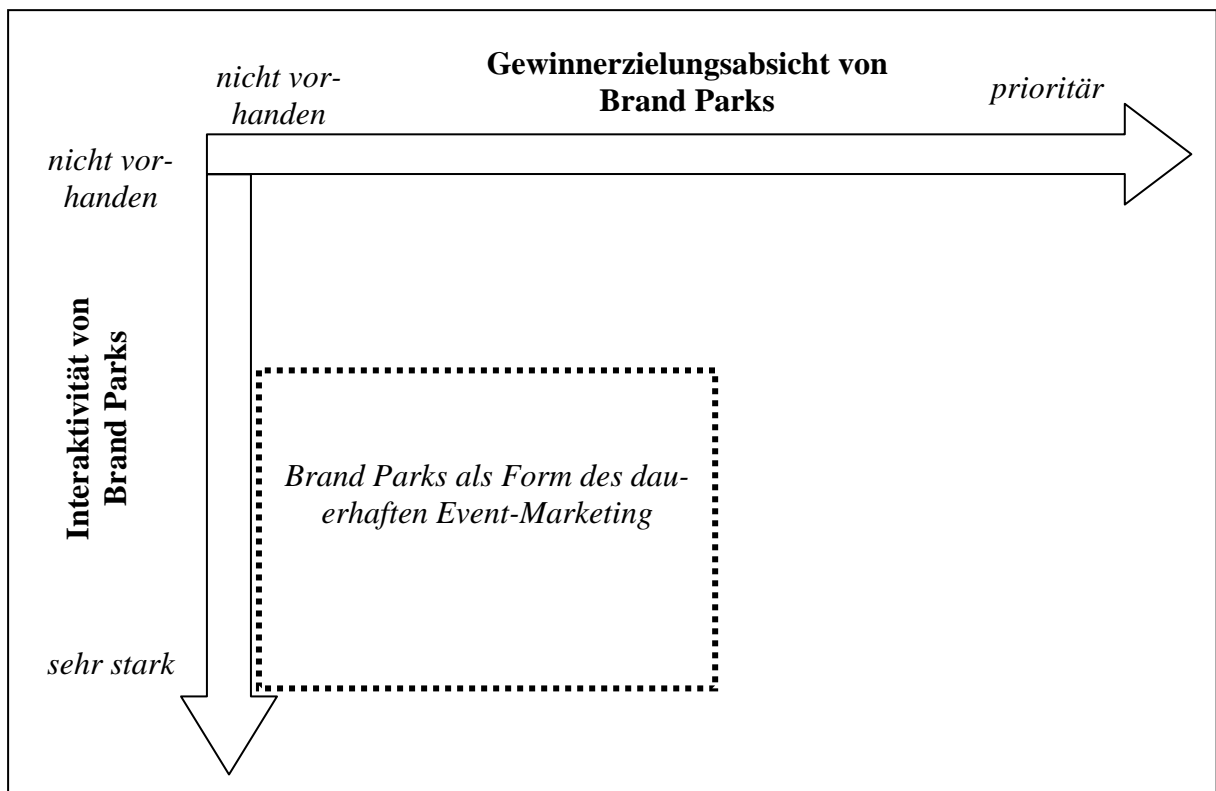 nicht vor-
handen
Gewinnerzielungsabsicht von
Brand Parks
prioritär
nicht vor-
handen
Interaktivität von
Brand Parks
Brand Parks als Form des dau-
erhaften Event-Marketing
sehr stark